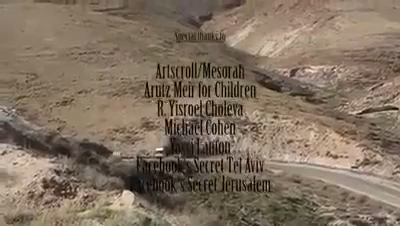 Special thanks to
Artscroll/Mesorah
Arutz Meir for Children
R. Yisroel Choleva
Michael Cohen
Yossi
Facebook's Secret Tel Aviv
Facebook's Secret Jerusalem